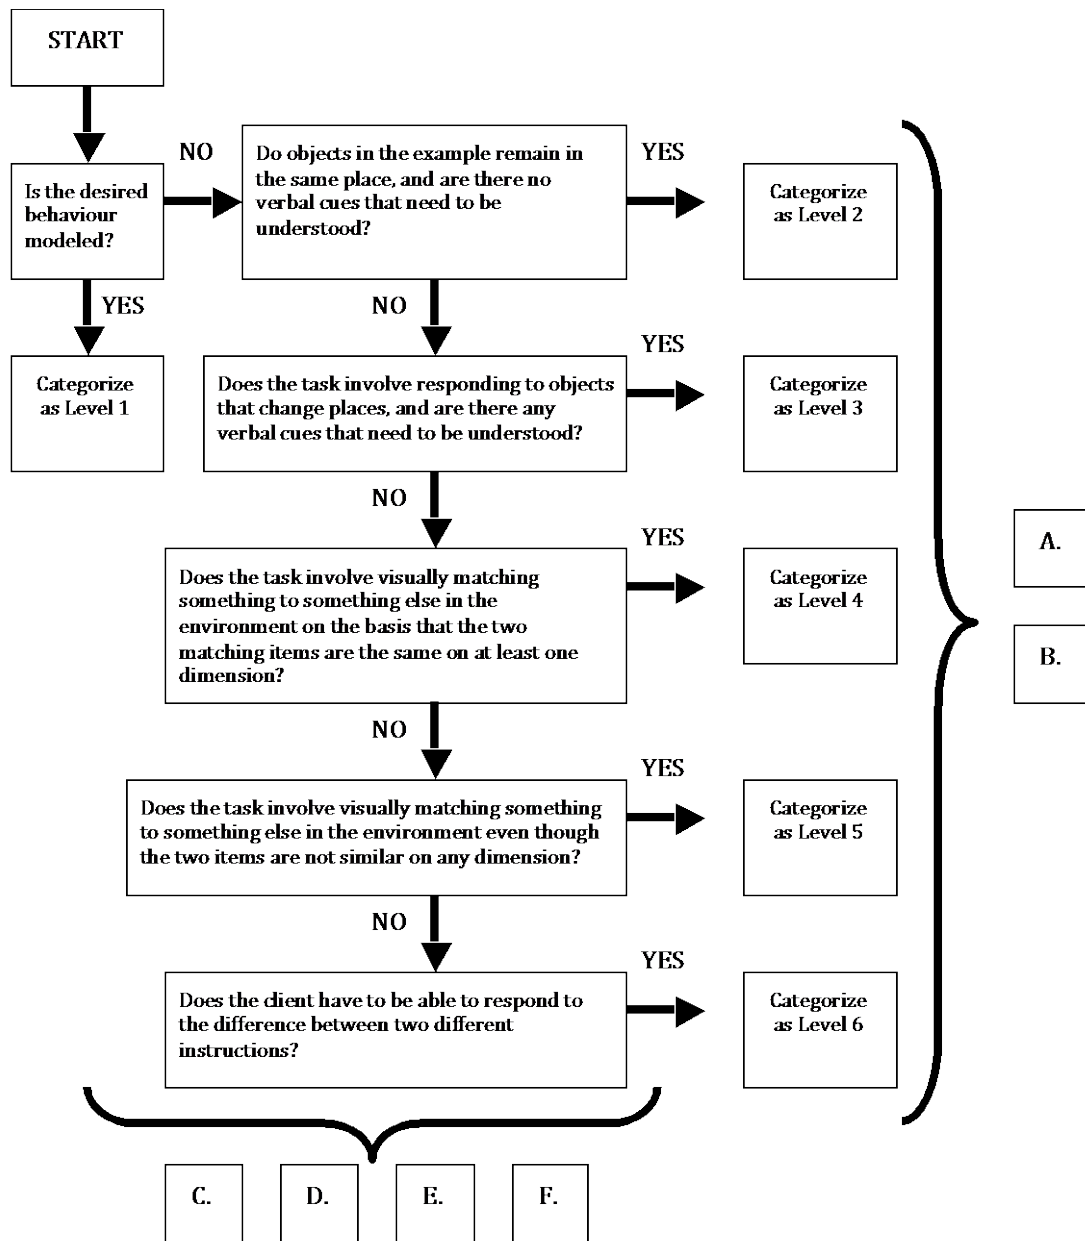 START
NO
Do objects in the example remain in
the same place, and are there no
verbal cues that need to be
understood?
YES
Is the desired
behaviour
modeled?
Categorize
as Level 2
YES
NO
Categorize
as Level 1
Does the task involve responding to objects
that change places, and are there any
verbal cues that need to be understood?
YES
Categorize
as Level 3
NO
Does the task involve visually matching
something to something else in the
environment on the basis that the two
matching items are the same on at least one
dimension?
YES
Categorize
as Level 4
A.
B.
NO
Does the task involve visually matching something
to something else in the environment even though
the two items are not similar on any dimension?
YES
Categorize
as Level 5
NO
Does the client have to be able to respond to
the difference between two different
instructions?
YES
Categorize
as Level 6
C.
D.
E.
F.